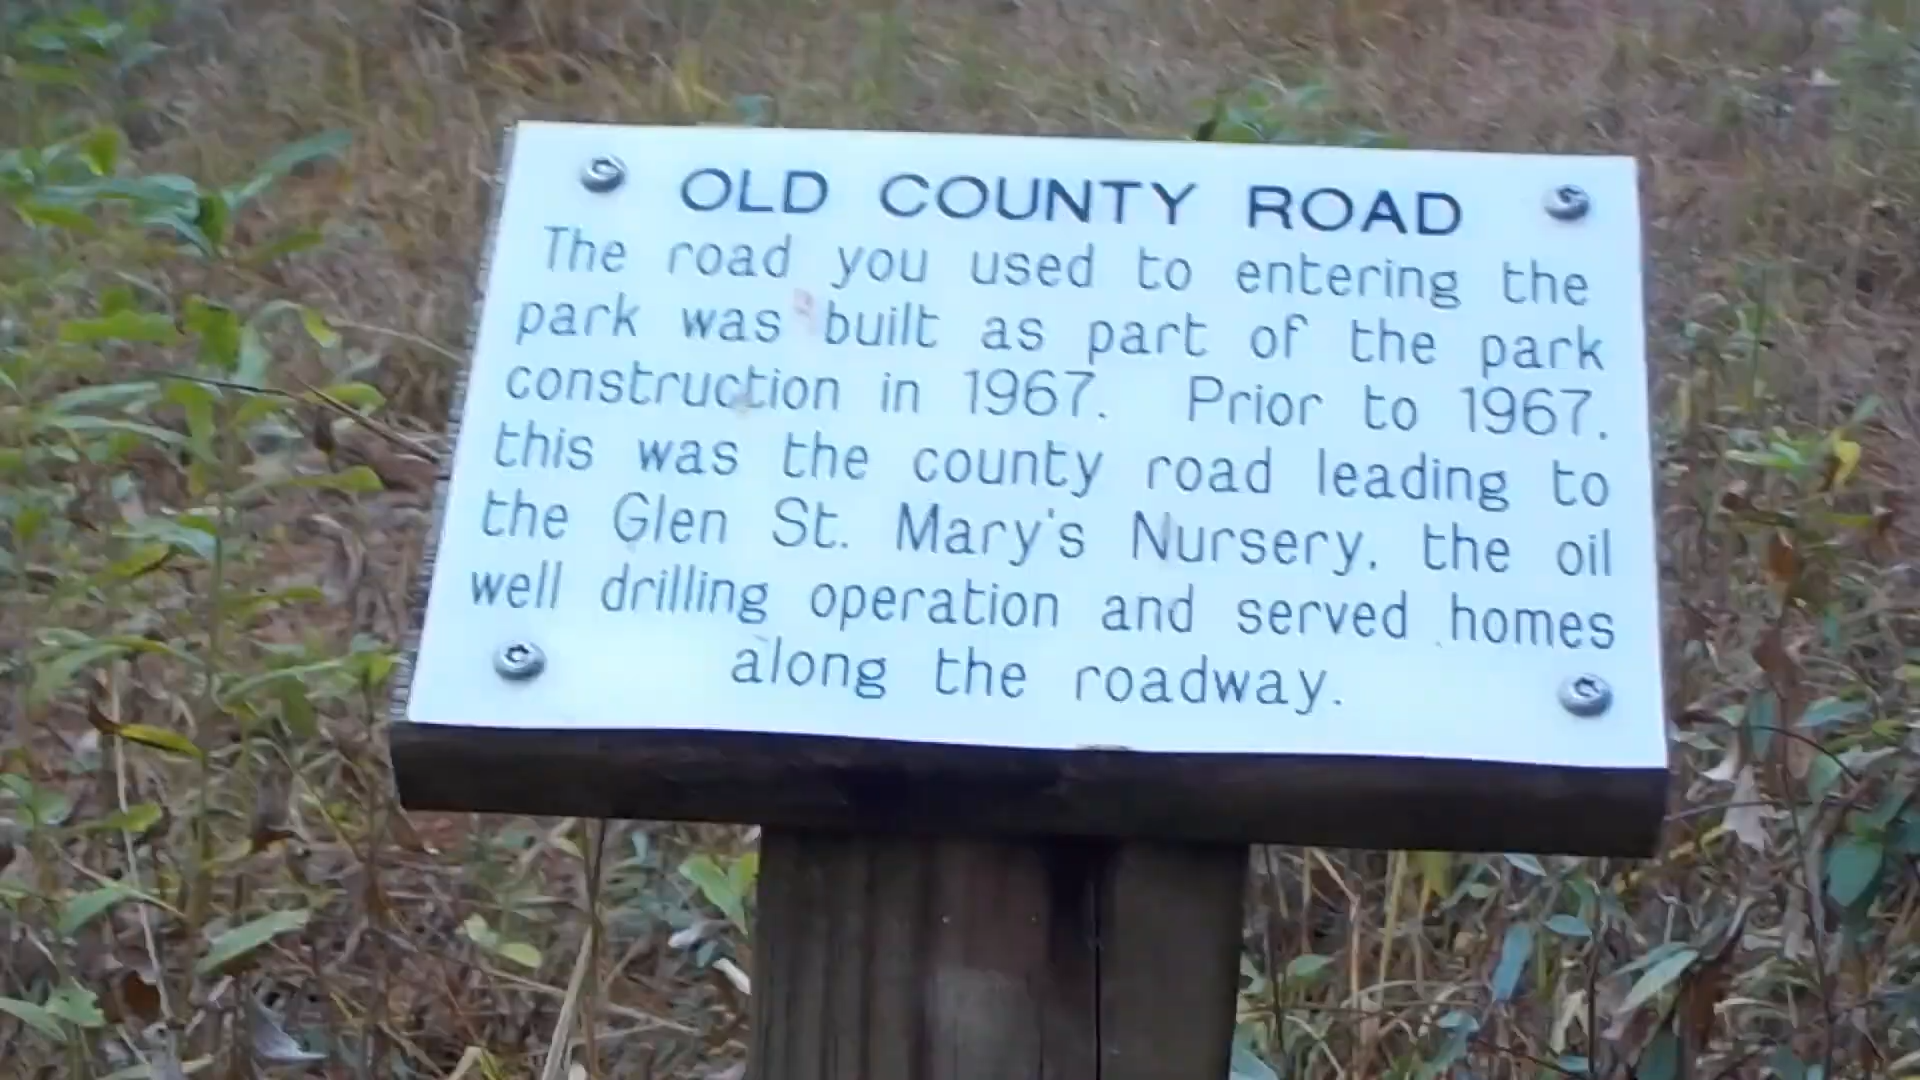 OLD COUNTY ROAD
The road you used to entering the
park was built as part of the park
construction in 1967. Prior to 1967,
this was the county road leading to
the Glen St. Mary's Nursery, the oil
well drilling operation and served homes
along the roadway.